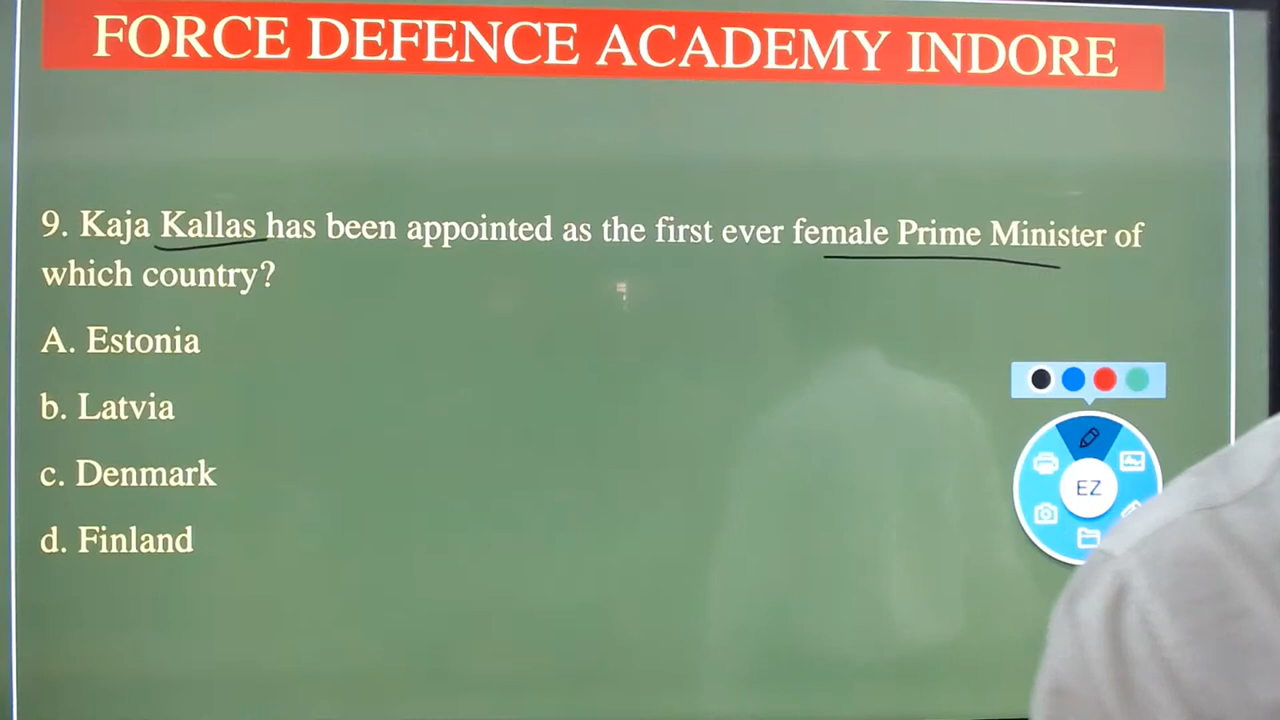 FORCE DEFENCE ACADEMY INDORE
9. Kaja Kallas has been appointed as the first ever female Prime Minister of
which country?
A. Estonia
b. Latvia
c. Denmark
d. Finland
EZ